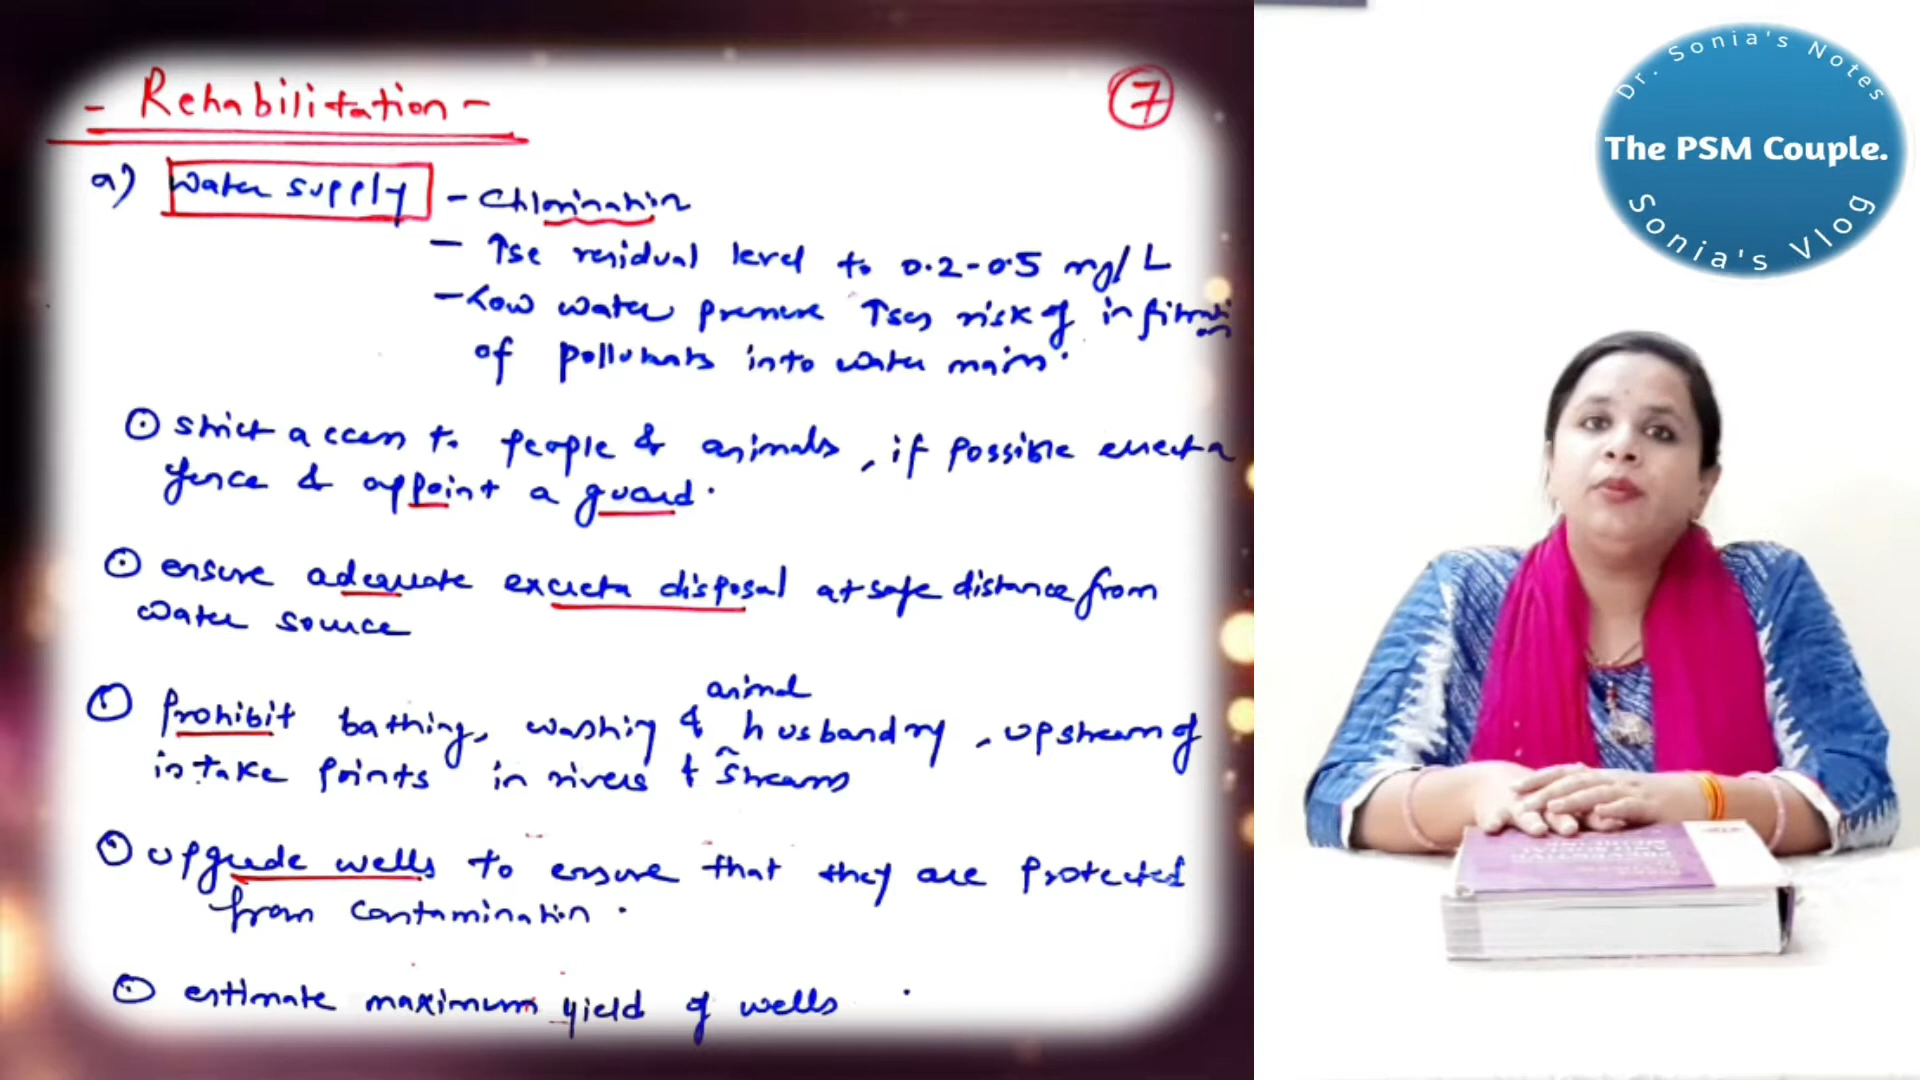 - Rehabilitation -
7
a) Water supply - Chlorination
- ↑se residual level to 0.2-0.5 mg/L
- Low water pressure ↑ses risk of infiltration
of pollutants into water mains.
⊙ strict access to people & animals, if possible erect a
fence & appoint a guard.
⊙ ensure adequate excreta disposal at safe distance from
water source
animal
⊙ Prohibit bathing, washing & husbandry, upstream of
intake points in rivers & streams
⊙ upgrade wells to ensure that they are protected
from contamination.
⊙ estimate maximum yield of wells
Dr. Sonia's Notes
The PSM Couple.
Sonia's Vlog